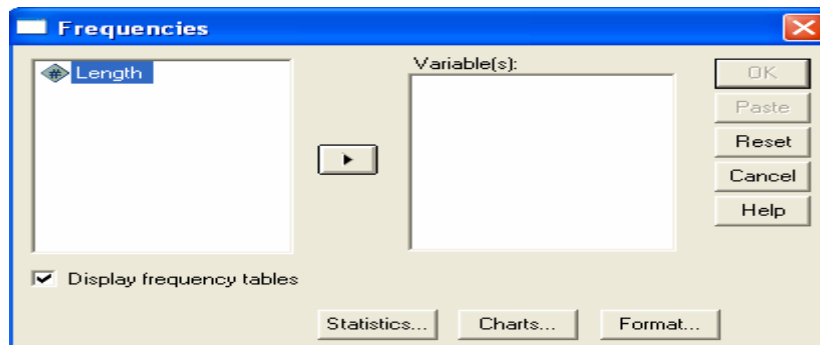 Frequencies
# Length
Variable(s):
OK
Paste
Reset
Cancel
Help
Display frequency tables
Statistics...
Charts...
Format...